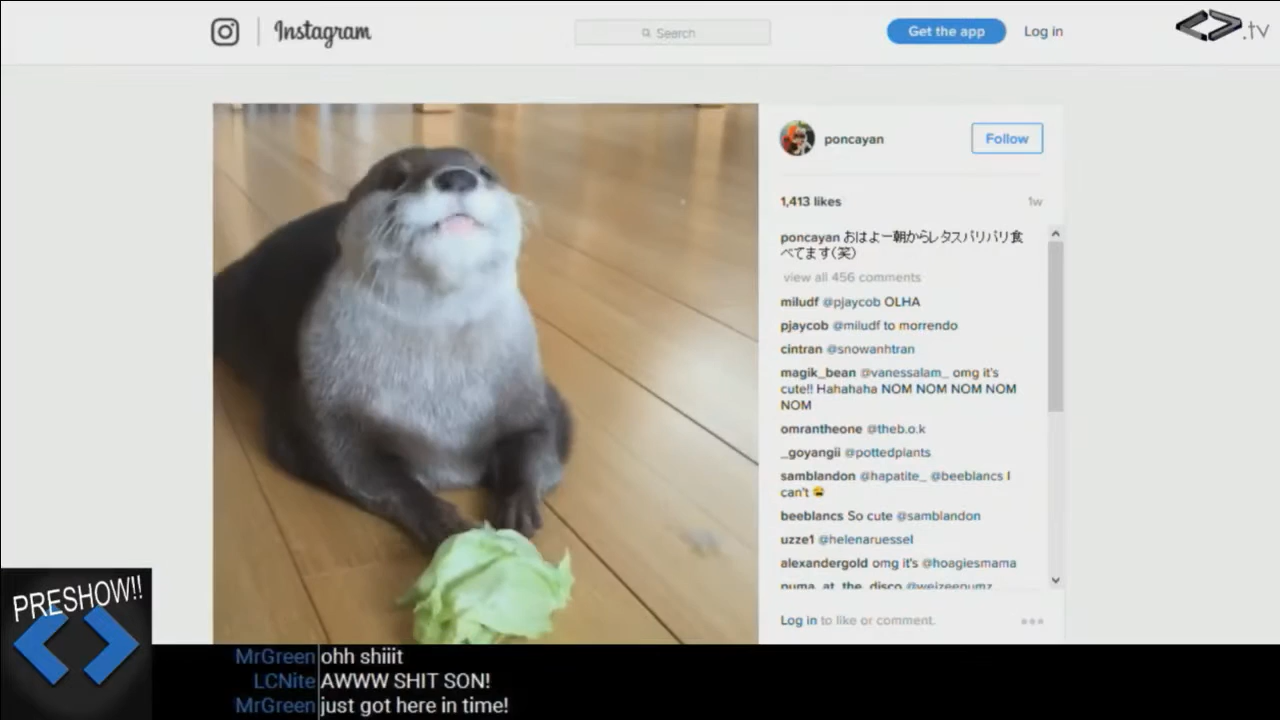 Instagram
Search
Get the app
Log in
.tv
poncayan
Follow
1,413 likes
1w
poncayan おはよー朝からレタスバリバリ食
べてます(笑)
view all 456 comments
miludf @pjaycob OLHA
pjaycob @miludf to morrendo
cintran @snowanhtran
magik_bean @vanessalam_ omg it's
cute!! Hahahaha NOM NOM NOM NOM
NOM
omrantheone @theb.o.k
_goyangii @pottedplants
samblandon @hapatite_ @beeblancs I
can't 😫
beeblancs So cute @samblandon
uzze1 @helenaruessel
alexandergold omg it's @hoagiesmama
puma_at_the_disco @weizeepumz
Log in to like or comment.
PRESHOW!!
MrGreen ohh shiiit
LCNite AWWW SHIT SON!
MrGreen just got here in time!